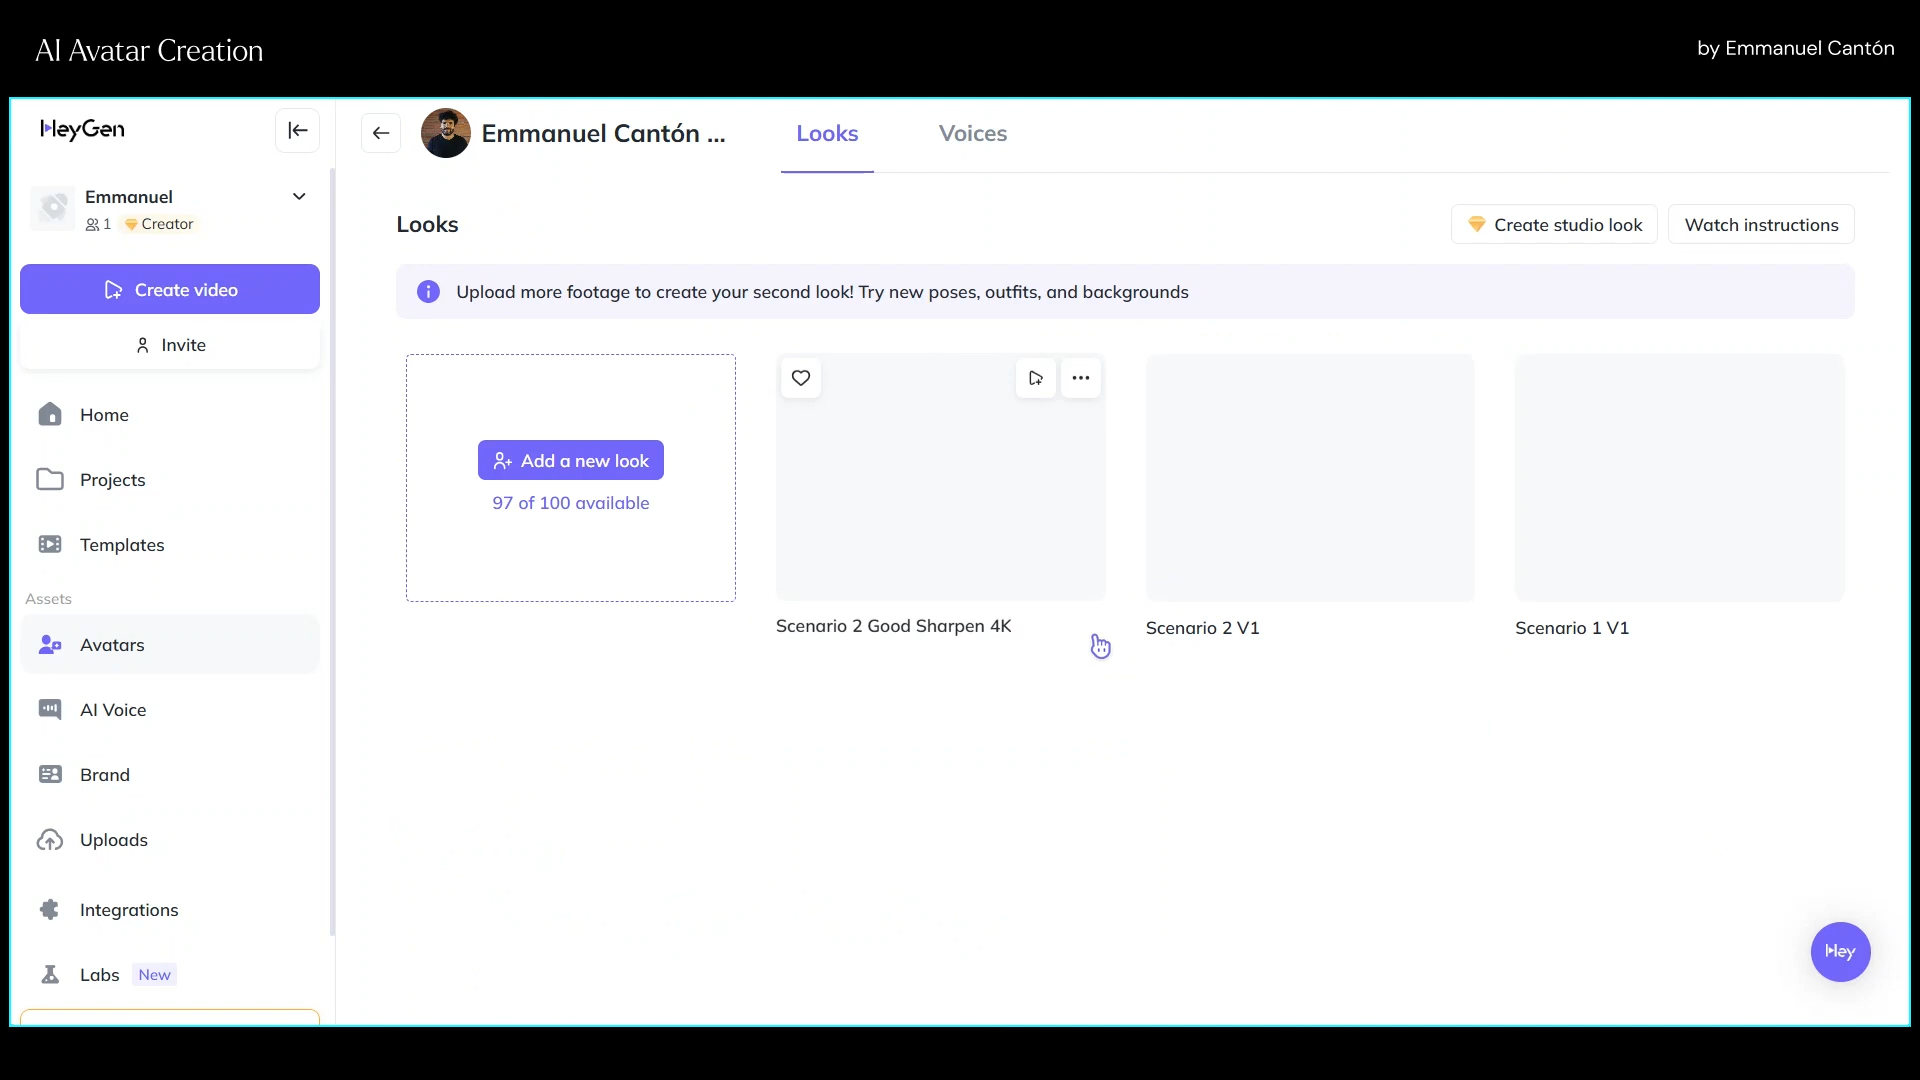 AI Avatar Creation
by Emmanuel Cantón
HeyGen
Emmanuel Cantón ...
Looks
Voices
Emmanuel
1 Creator
Looks
Create studio look
Watch instructions
Create video
Upload more footage to create your second look! Try new poses, outfits, and backgrounds
Invite
Home
Add a new look
97 of 100 available
Projects
Templates
Assets
Scenario 2 Good Sharpen 4K
Scenario 2 V1
Scenario 1 V1
Avatars
AI Voice
Brand
Uploads
Integrations
Labs New
Hey